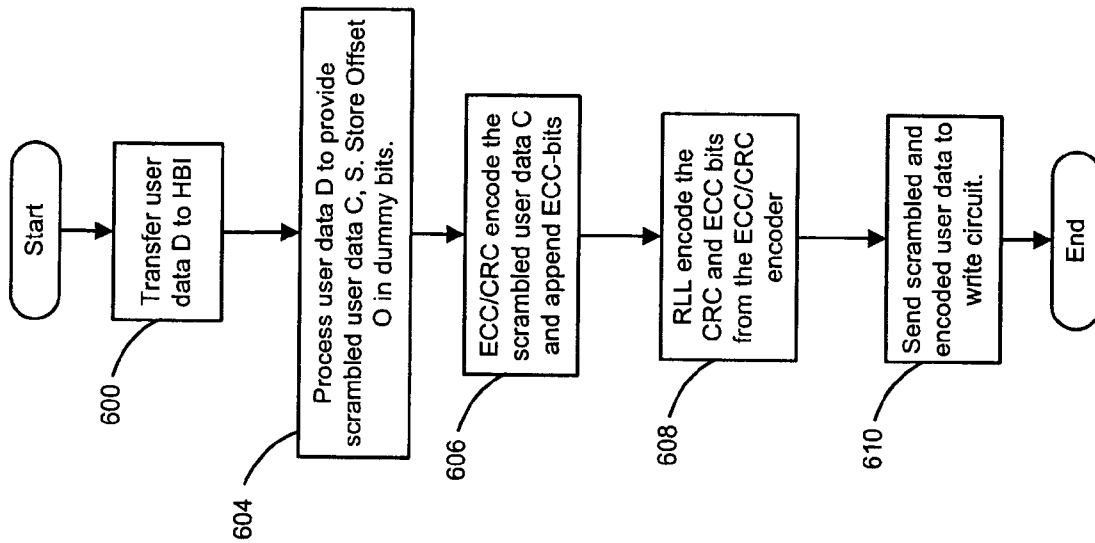 Start
Transfer user
data D to HBI
600
Process user data D to provide
scrambled user data C, S. Store Offset
O in dummy bits.
604
ECC/CRC encode the
scrambled user data C
and append ECC-bits
606
RLL encode the
CRC and ECC bits
from the ECC/CRC
encoder
608
Send scrambled and
encoded user data to
write circuit.
610
End